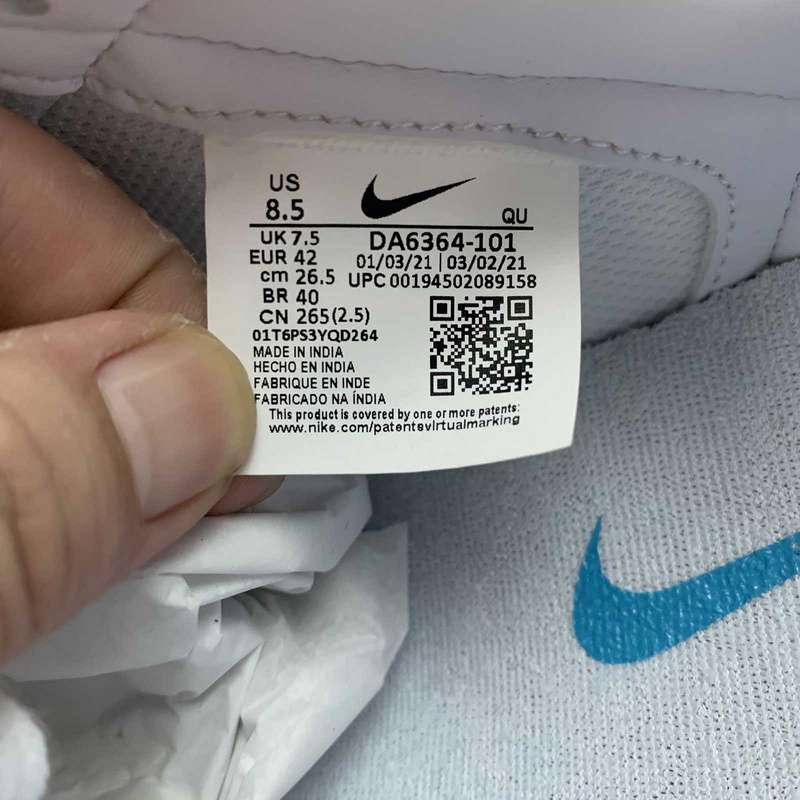 US
8.5
QU
UK 7.5
DA6364-101
EUR 42
01/03/21 | 03/02/21
cm 26.5
UPC 00194502089158
BR 40
CN 265(2.5)
01T6PS3YQD264
MADE IN INDIA
HECHO EN INDIA
FABRIQUE EN INDE
FABRICADO NA ÍNDIA
This product is covered by one or more patents:
www.nike.com/patentsvirtualmarking